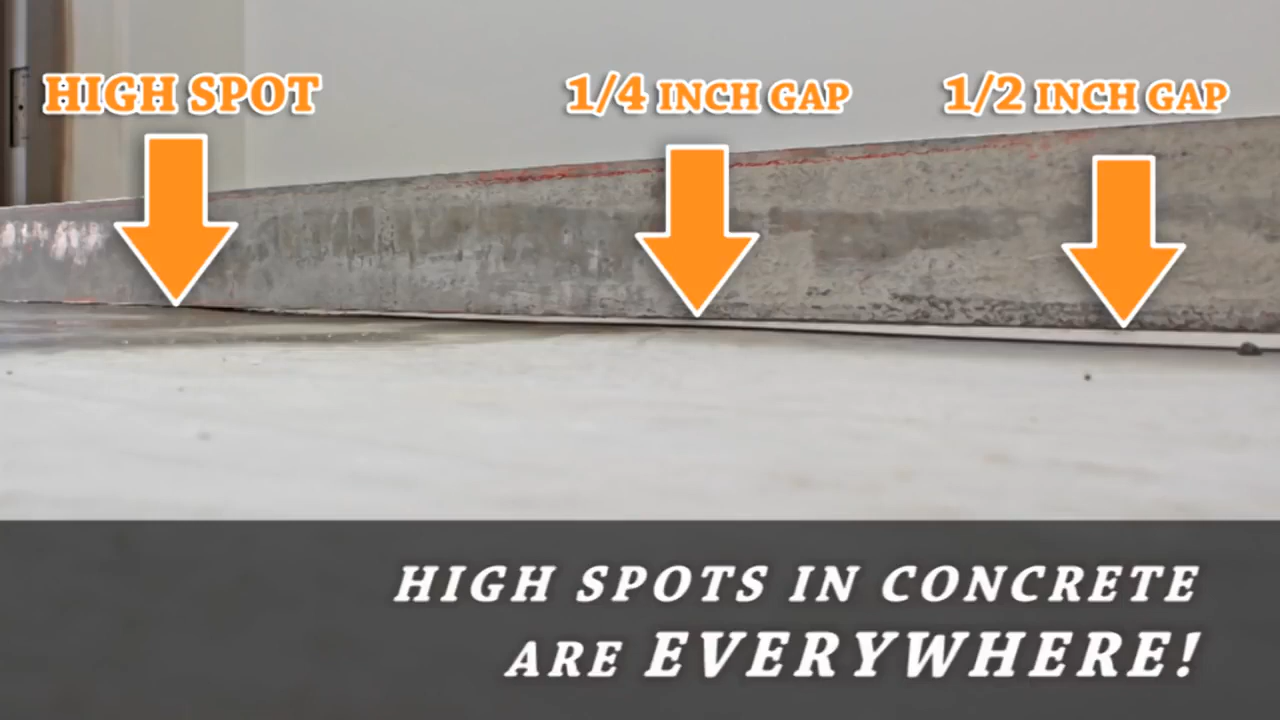 HIGH SPOT
1/4 INCH GAP
1/2 INCH GAP
HIGH SPOTS IN CONCRETE
ARE EVERYWHERE!